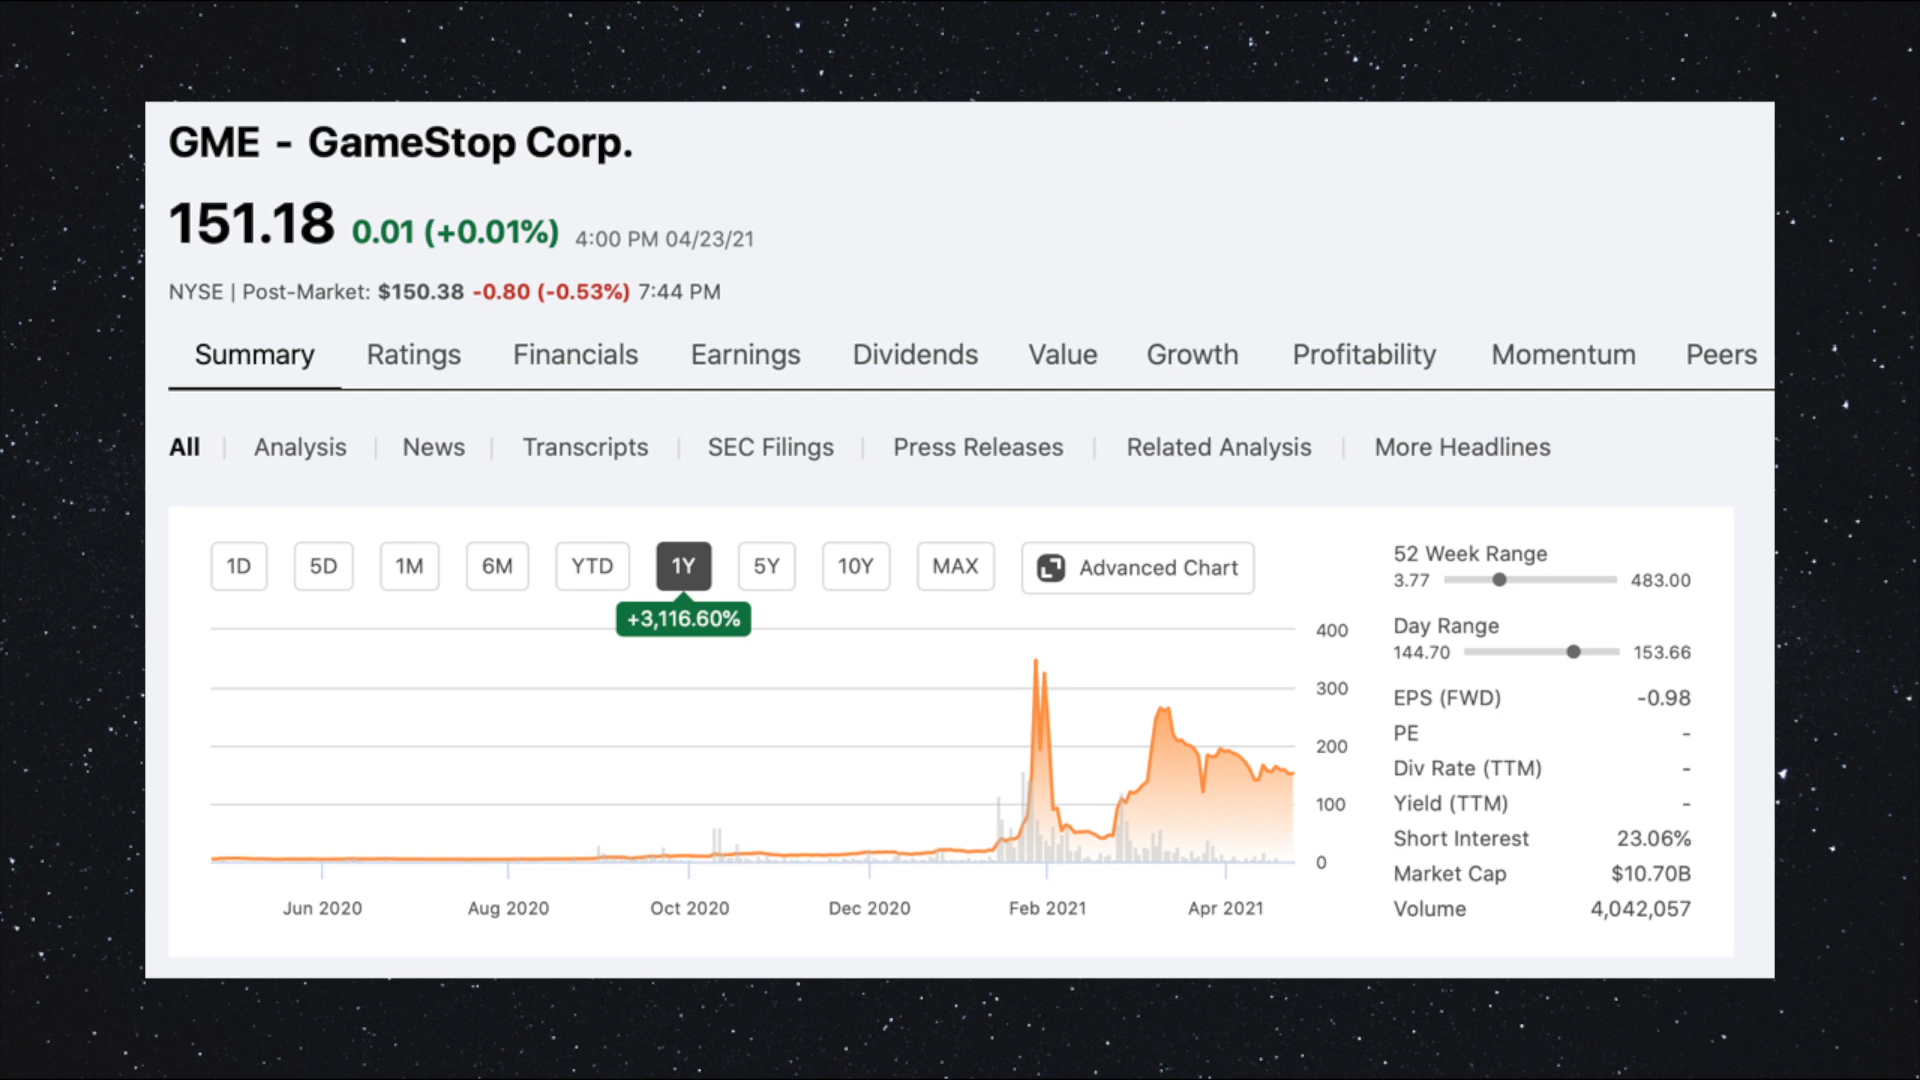 GME - GameStop Corp.
151.18 0.01 (+0.01%) 4:00 PM 04/23/21
NYSE | Post-Market: $150.38 -0.80 (-0.53%) 7:44 PM
Summary Ratings Financials Earnings Dividends Value Growth Profitability Momentum Peers
All | Analysis | News | Transcripts | SEC Filings | Press Releases | Related Analysis | More Headlines
1D 5D 1M 6M YTD 1Y 5Y 10Y MAX Advanced Chart
+3,116.60%
400
300
200
100
0
Jun 2020 Aug 2020 Oct 2020 Dec 2020 Feb 2021 Apr 2021
52 Week Range
3.77 483.00
Day Range
144.70 153.66
EPS (FWD) -0.98
PE -
Div Rate (TTM) -
Yield (TTM) -
Short Interest 23.06%
Market Cap $10.70B
Volume 4,042,057